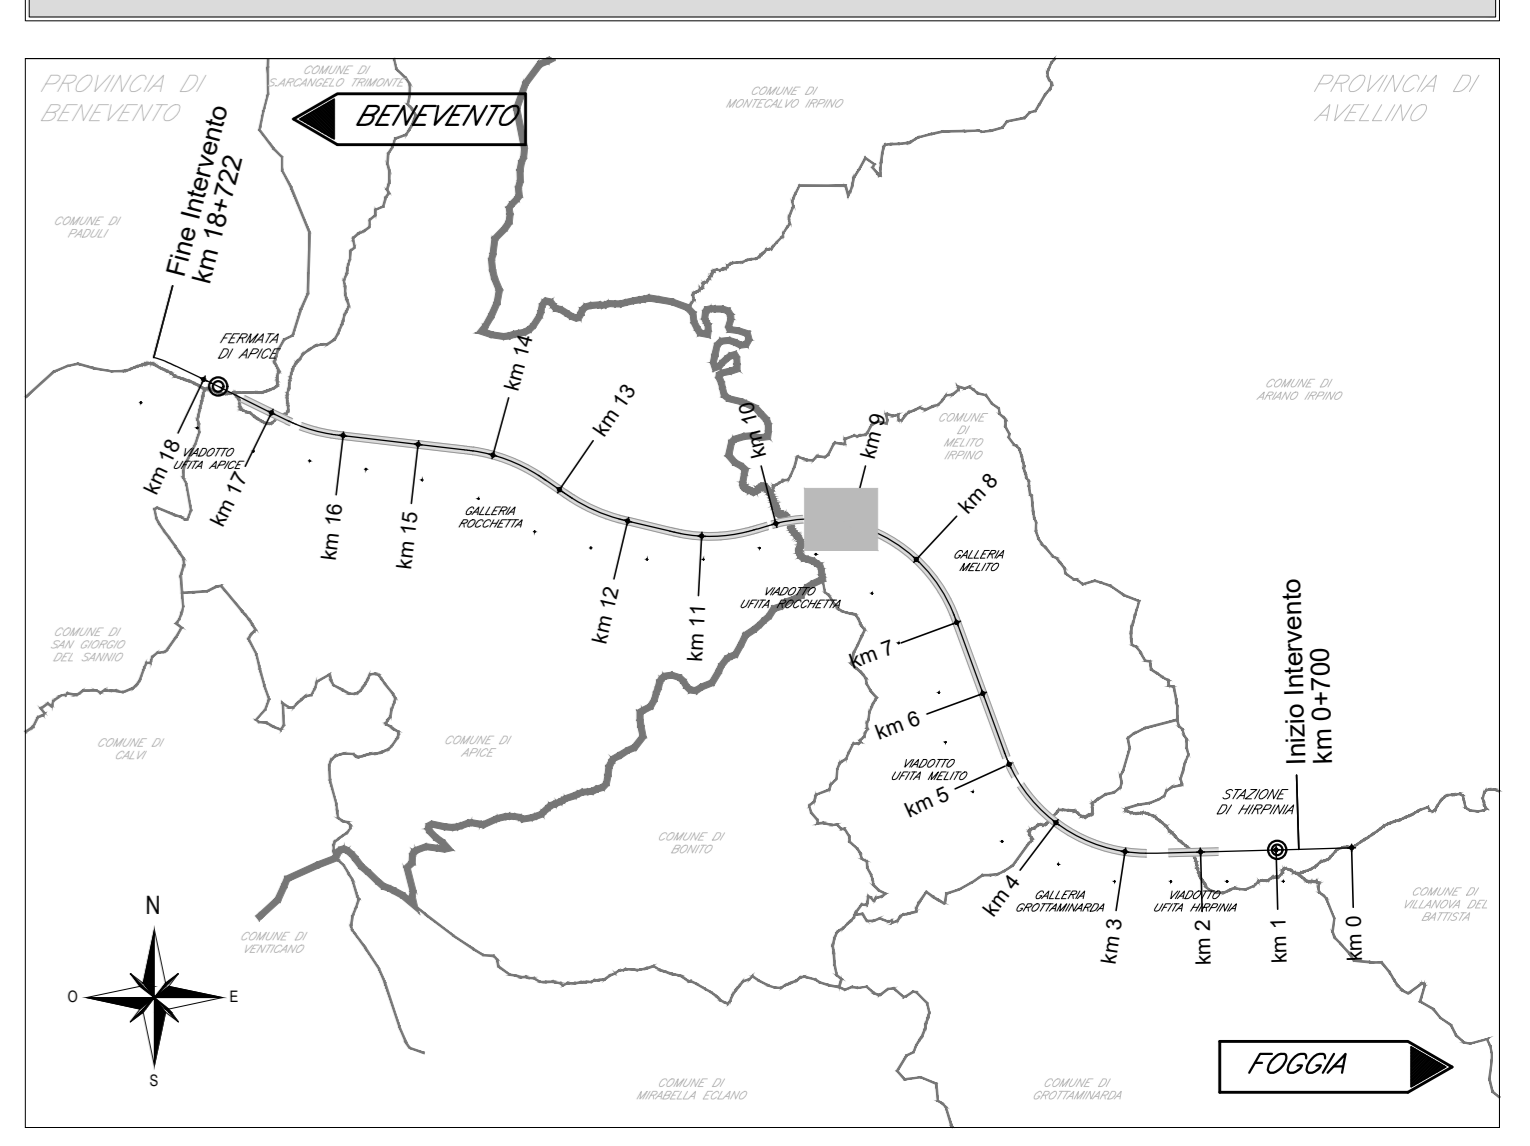 PROVINCIA DI
BENEVENTO
COMUNE DI
S.ARCANGELO TRIMONTE
BENEVENTO
COMUNE DI
MONTECALVO IRPINO
PROVINCIA DI
AVELLINO
Fine Intervento
km 18+722
COMUNE DI
PADULI
FERMATA
DI APICE
km 14
km 13
km 10
km 9
COMUNE
DI
MELITO
IRPINO
COMUNE DI
ARIANO IRPINO
km 18
VIADOTTO
UFITA APICE
km 17
km 16
km 15
GALLERIA
ROCCHETTA
km 8
GALLERIA
MELITO
km 12
km 11
VIADOTTO
UFITA ROCCHETTA
km 7
COMUNE DI
SAN GIORGIO
DEL SANNIO
Inizio Intervento
km 0+700
km 6
COMUNE DI
CALVI
COMUNE DI
APICE
VIADOTTO
UFITA MELITO
km 5
STAZIONE
DI HIRPINIA
COMUNE DI
BONITO
km 4
GALLERIA
GROTTAMINARDA
km 3
VIADOTTO
UFITA HIRPINIA
km 2
km 1
km 0
COMUNE DI
VILLANOVA DEL
BATTISTA
COMUNE DI
VENTICANO
N
O
E
S
FOGGIA
COMUNE DI
MIRABELLA ECLANO
COMUNE DI
GROTTAMINARDA